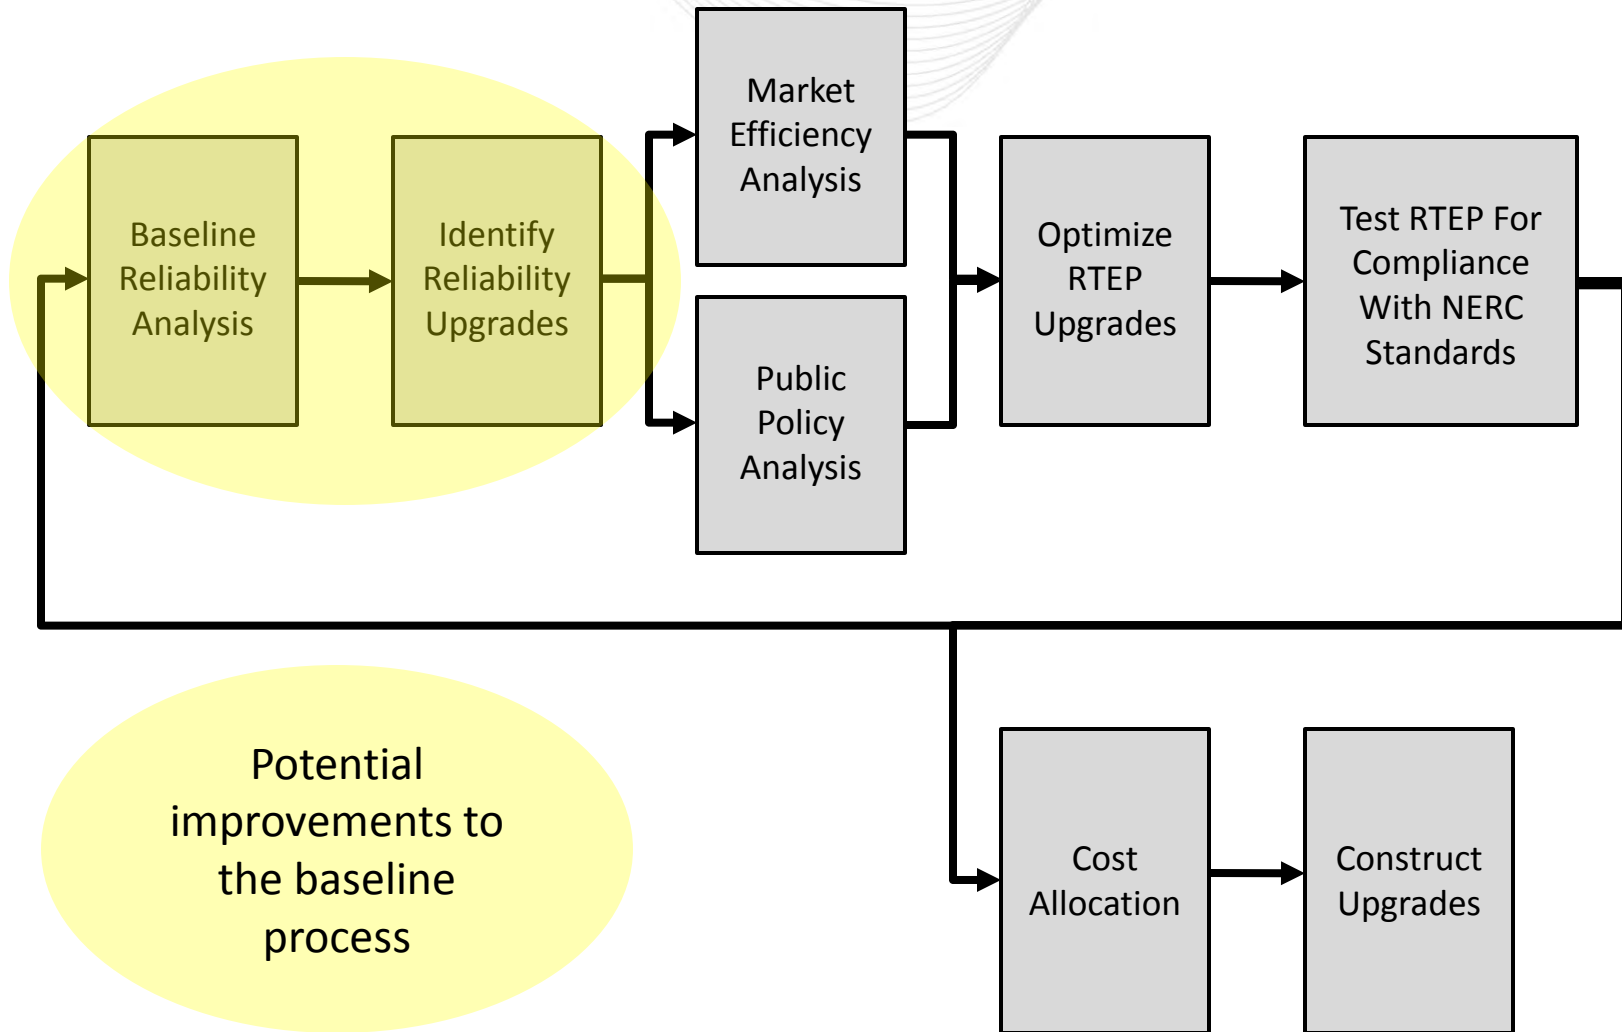 Baseline
Reliability
Analysis
Identify
Reliability
Upgrades
Market
Efficiency
Analysis
Public
Policy
Analysis
Optimize
RTEP
Upgrades
Test RTEP For
Compliance
With NERC
Standards
Potential
improvements to
the baseline
process
Cost
Allocation
Construct
Upgrades